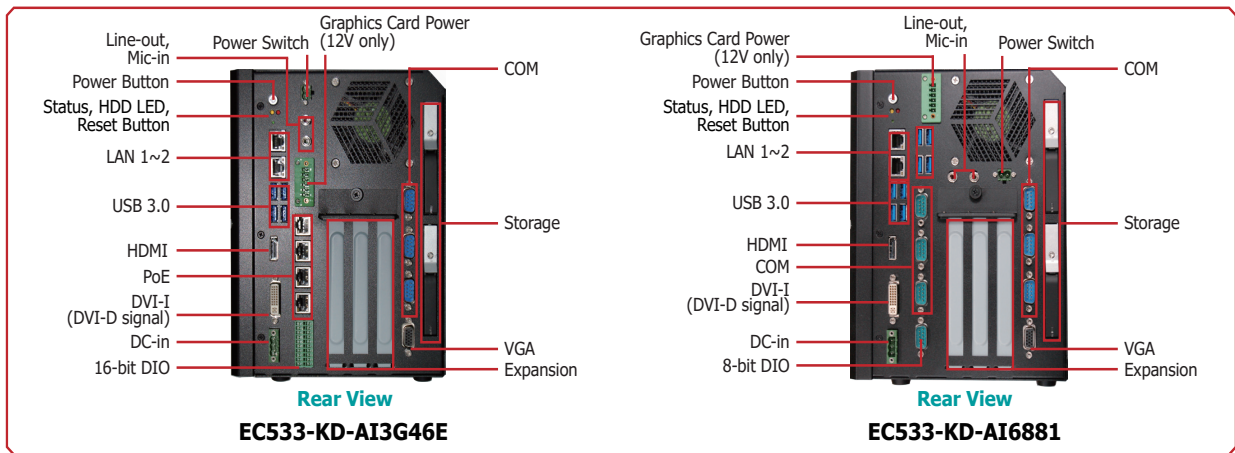 Graphics Card Power
(12V only)
Line-out,
Mic-in
Power Switch
COM
Power Button
Status, HDD LED,
Reset Button
LAN 1~2
USB 3.0
Storage
HDMI
PoE
DVI-I
(DVI-D signal)
DC-in
VGA
16-bit DIO
Expansion
Rear View
EC533-KD-AI3G46E
Line-out,
Mic-in
Power Switch
Graphics Card Power
(12V only)
COM
Power Button
Status, HDD LED,
Reset Button
LAN 1~2
USB 3.0
Storage
HDMI
COM
DVI-I
(DVI-D signal)
DC-in
VGA
8-bit DIO
Expansion
Rear View
EC533-KD-AI6881